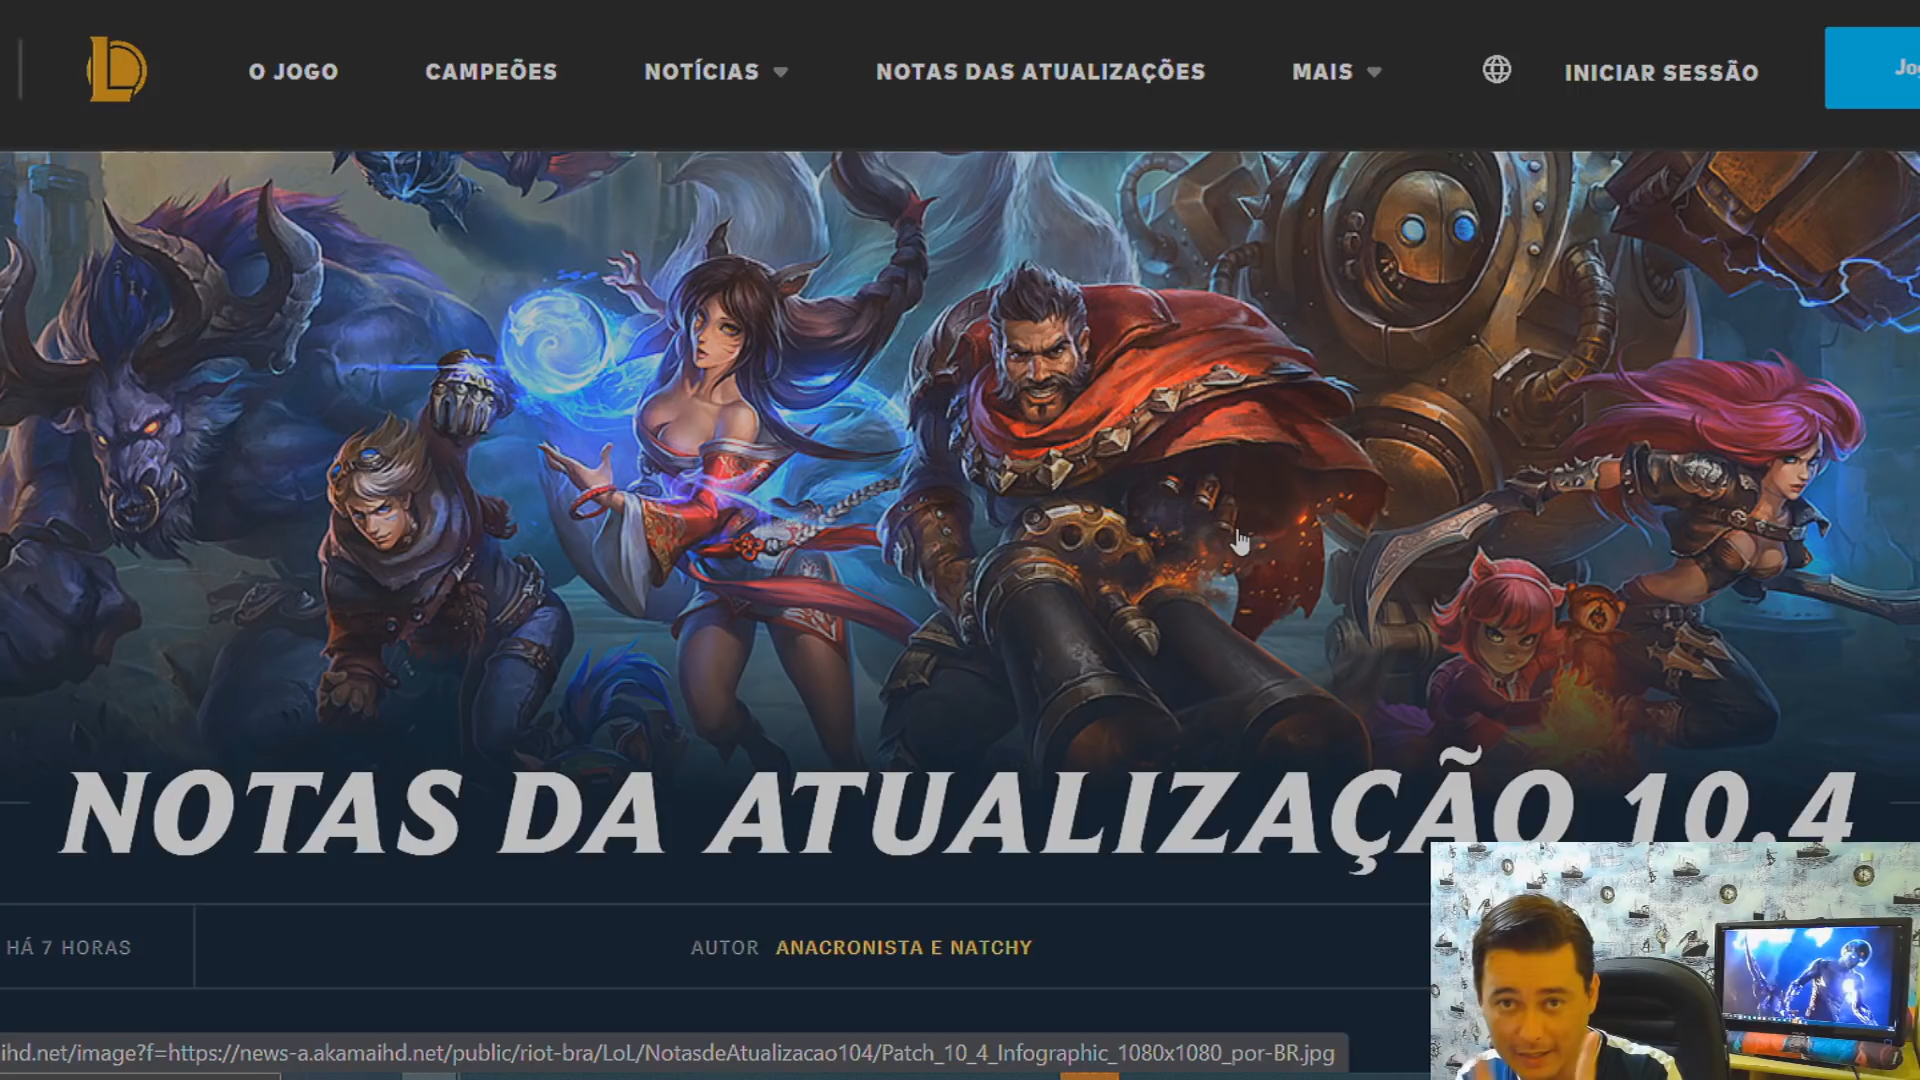 O JOGO
CAMPEÕES
NOTÍCIAS
NOTAS DAS ATUALIZAÇÕES
MAIS
INICIAR SESSÃO
NOTAS DA ATUALIZAÇÃO 10.4
HÁ 7 HORAS
AUTOR ANACRONISTA E NATCHY
ihd.net/image?f=https://news-a.akamaihd.net/public/riot-bra/LoL/NotasdeAtualizacao104/Patch_10_4_Infographic_1080x1080_por-BR.jpg